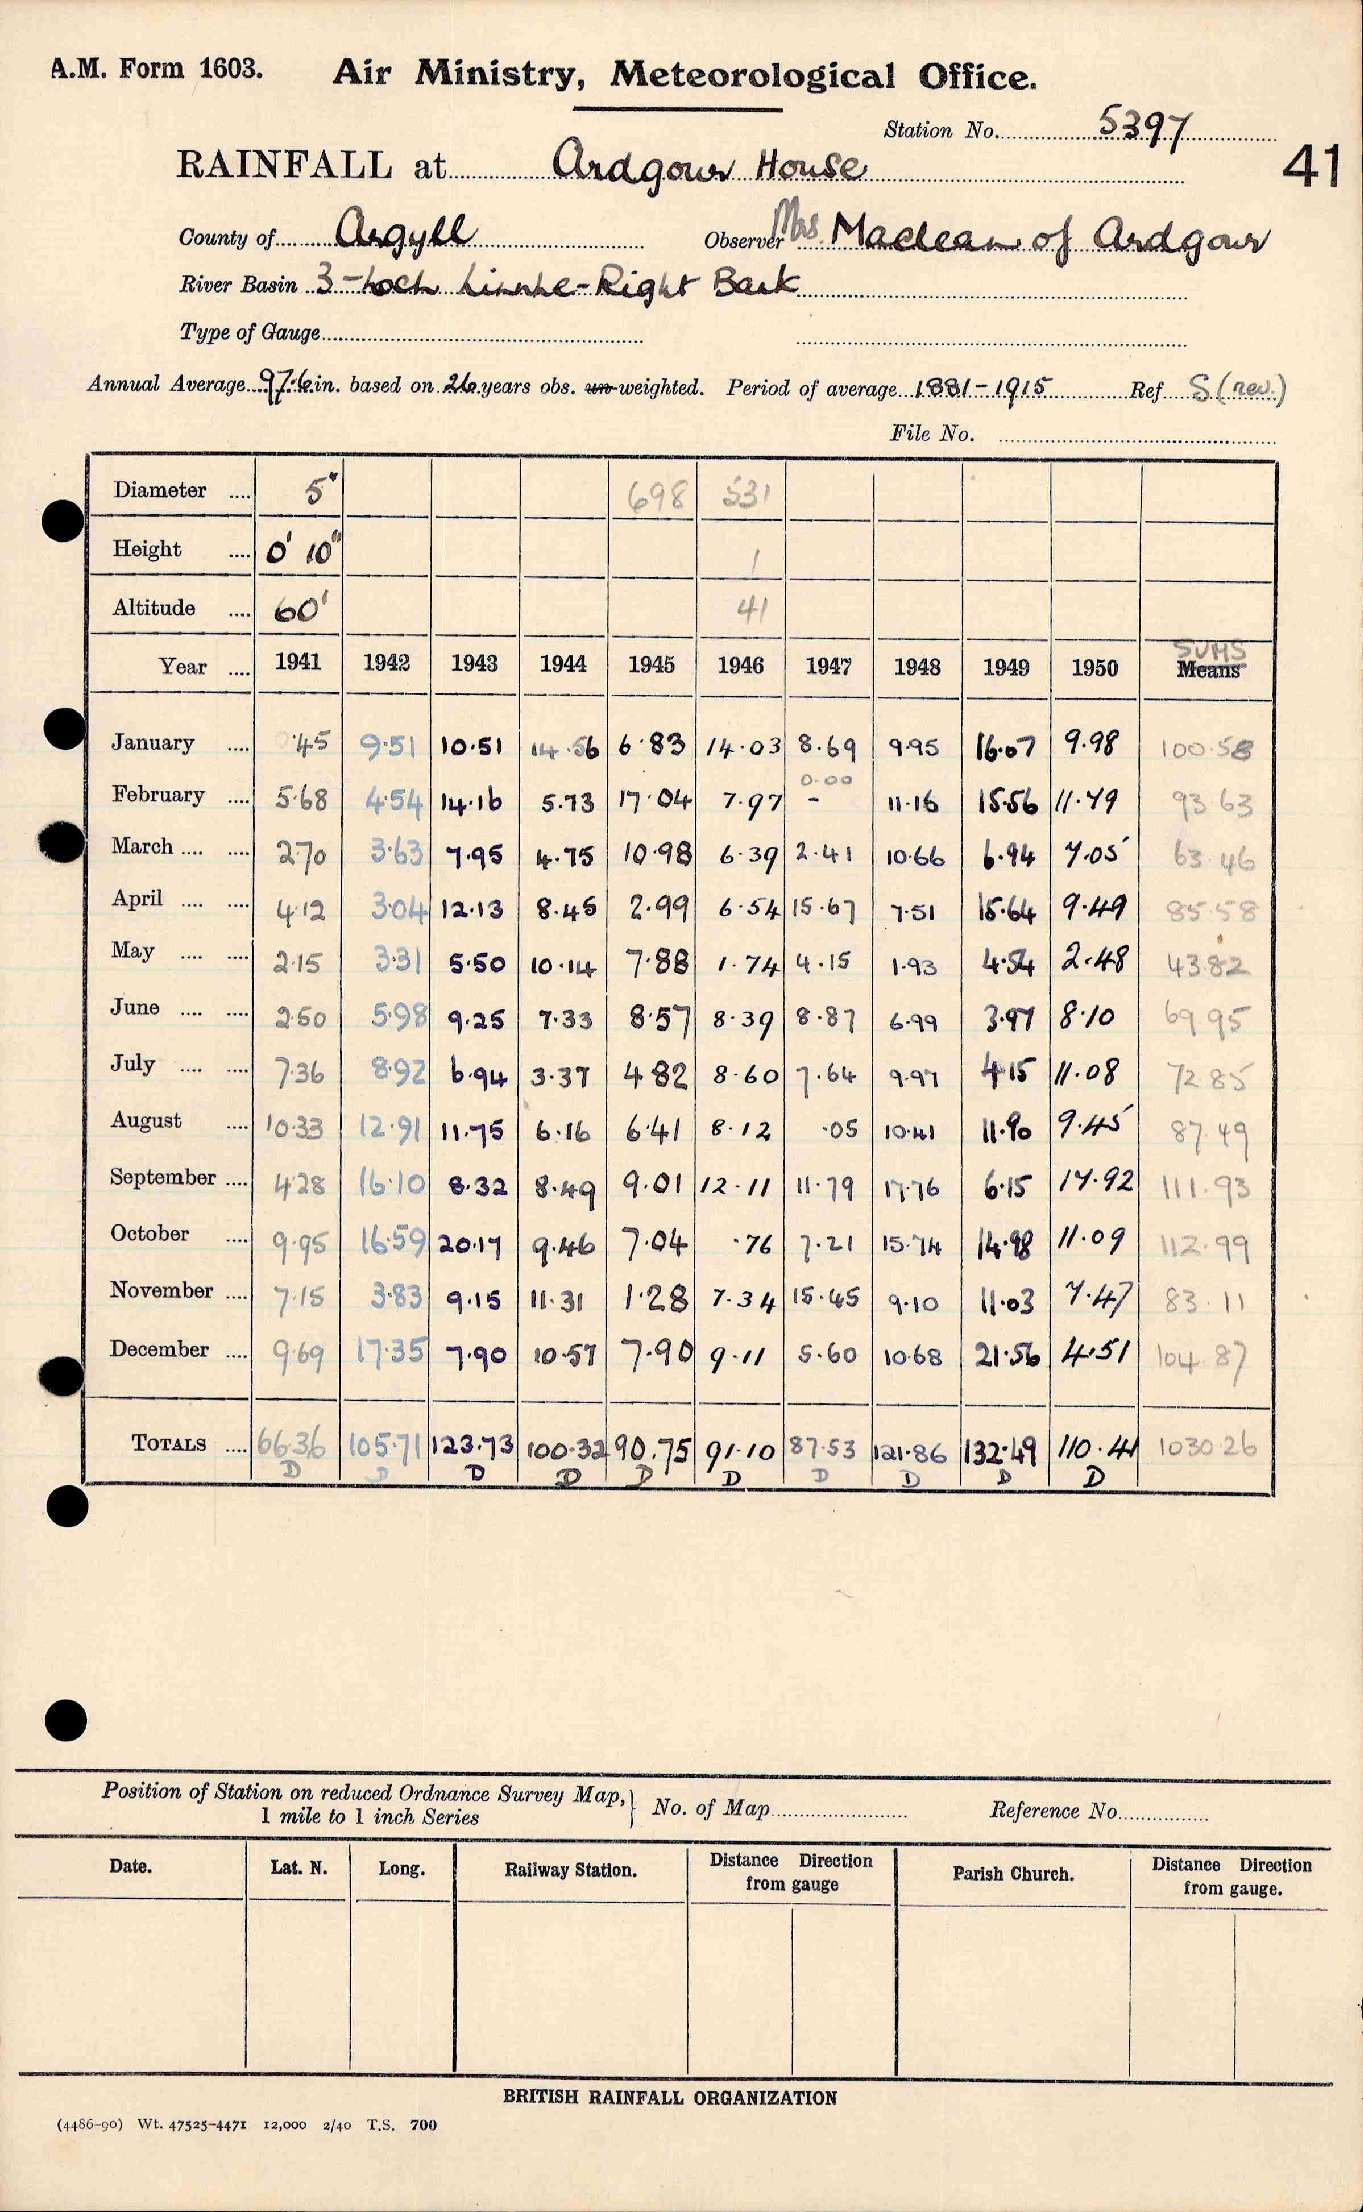 A.M. Form 1603. Air Ministry, Meteorological Office.
Station No. 5397
41
RAINFALL at Ardgour House
County of Argyll Observer Mrs. Maclean of Ardgour
River Basin 3-Loch Linnhe-Right Bank
Type of Gauge
Annual Average 97.6 in. based on 26 years obs. un-weighted. Period of average 1881-1915 Ref S (rev.)
File No.
Diameter .... 5" 698 531
Height .... 0' 10" 1
Altitude .... 60' 41
SUMS
Year .... 1941 1942 1943 1944 1945 1946 1947 1948 1949 1950 Means
January .... 0.45 9.51 10.51 14.56 6.83 14.03 8.69 9.95 16.07 9.98 100.58
0.00
February .... 5.68 4.54 14.16 5.73 17.04 7.97 - 11.16 15.56 11.79 93.63
March .... .... 2.70 3.63 7.95 4.75 10.98 6.39 2.41 10.66 6.94 7.05 63.46
April .... .... 4.12 3.04 12.13 8.45 2.99 6.54 15.67 7.51 15.64 9.49 85.58
May .... .... 2.15 3.31 5.50 10.14 7.88 1.74 4.15 1.93 4.54 2.48 43.82
June .... .... 2.50 5.98 9.25 7.33 8.57 8.39 8.87 6.99 3.97 8.10 69.95
July .... .... 7.36 8.92 6.94 3.37 4.82 8.60 7.64 9.97 4.15 11.08 72.85
August .... 10.33 12.91 11.75 6.16 6.41 8.12 .05 10.41 11.90 9.45 87.49
September .... 4.28 16.10 8.32 8.49 9.01 12.11 11.79 17.76 6.15 17.92 111.93
October .... 9.95 16.59 20.17 9.46 7.04 .76 7.21 15.74 14.98 11.09 112.99
November .... 7.15 3.83 9.15 11.31 1.28 7.34 15.45 9.10 11.03 7.47 83.11
December .... 9.69 17.35 7.90 10.57 7.90 9.11 5.60 10.68 21.56 4.51 104.87
TOTALS .... 66.36 105.71 123.73 100.32 90.75 91.10 87.53 121.86 132.49 110.41 1030.26
D D D D D D D D D D
Position of Station on reduced Ordnance Survey Map, 1 mile to 1 inch Series } No. of Map Reference No.
Date. Lat. N. Long. Railway Station. Distance Direction from gauge Parish Church. Distance Direction from gauge.
BRITISH RAINFALL ORGANIZATION
(4486-90) Wt. 47525-4471 12,000 2/40 T.S. 700